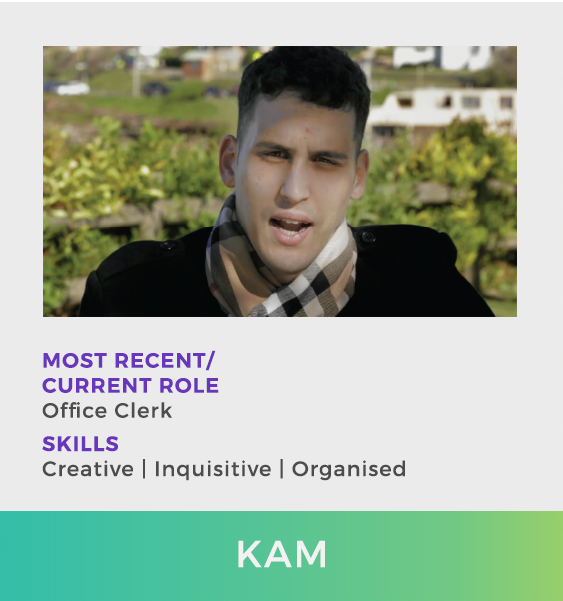 MOST RECENT/
CURRENT ROLE
Office Clerk
SKILLS
Creative | Inquisitive | Organised
KAM